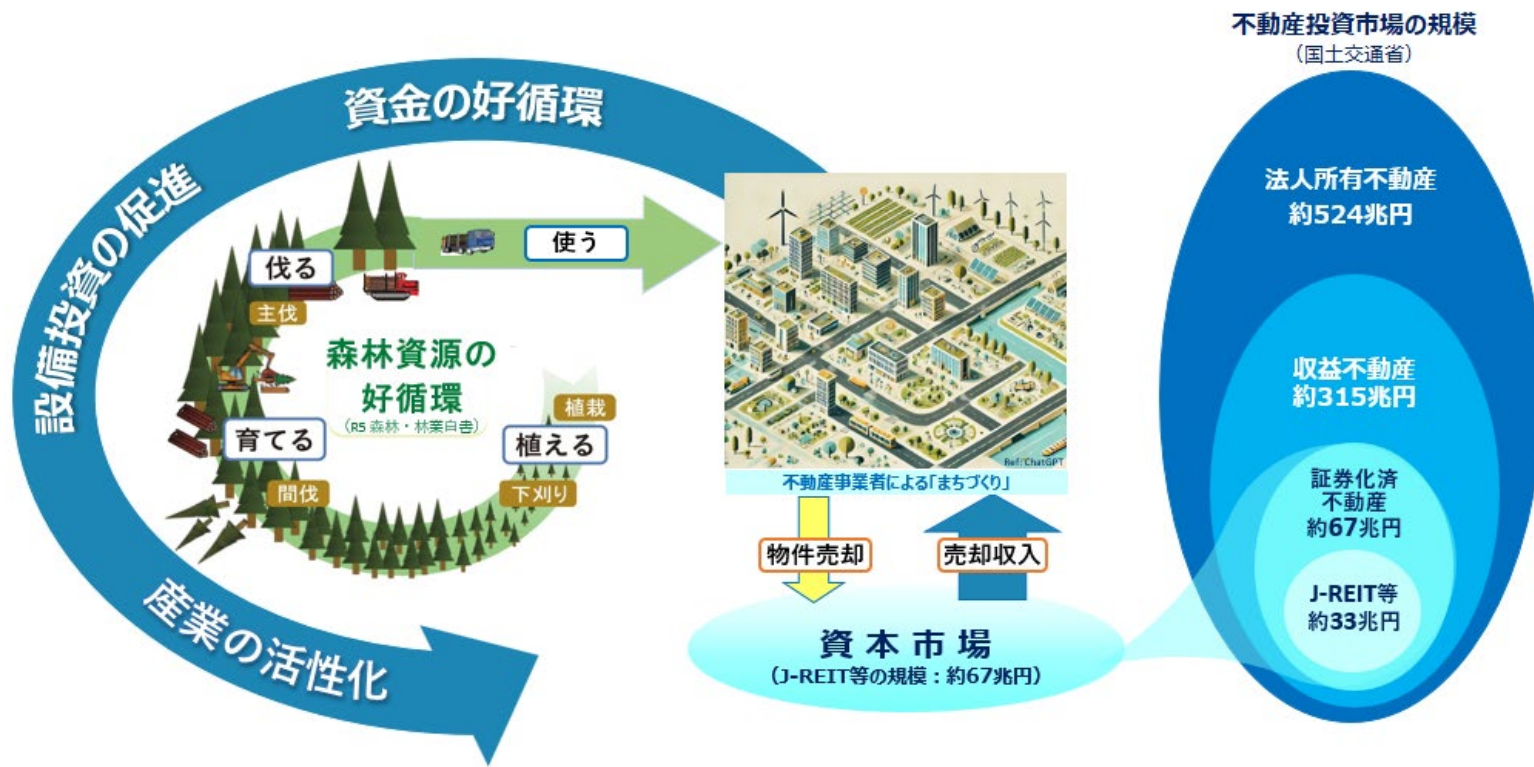 不動産投資市場の規模
（国土交通省）
資金の好循環
設備投資の促進
産業の活性化
伐る
主伐
使う
森林資源の
好循環
（R5 森林・林業白書）
育てる
間伐
植栽
植える
下刈り
Ref: ChatGPT
不動産事業者による「まちづくり」
物件売却
売却収入
資本市場
（J-REIT等の規模：約67兆円）
法人所有不動産
約524兆円
収益不動産
約315兆円
証券化済
不動産
約67兆円
J-REIT等
約33兆円